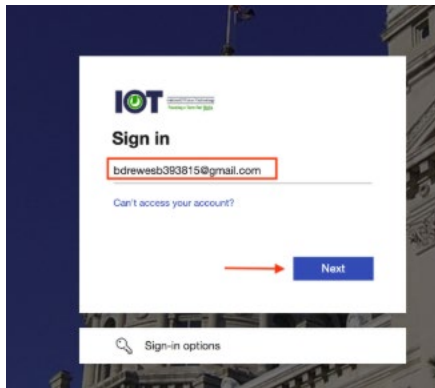 IOT
Sign in
bdrewesb393815@gmail.com
Can't access your account?
Next
Sign-in options